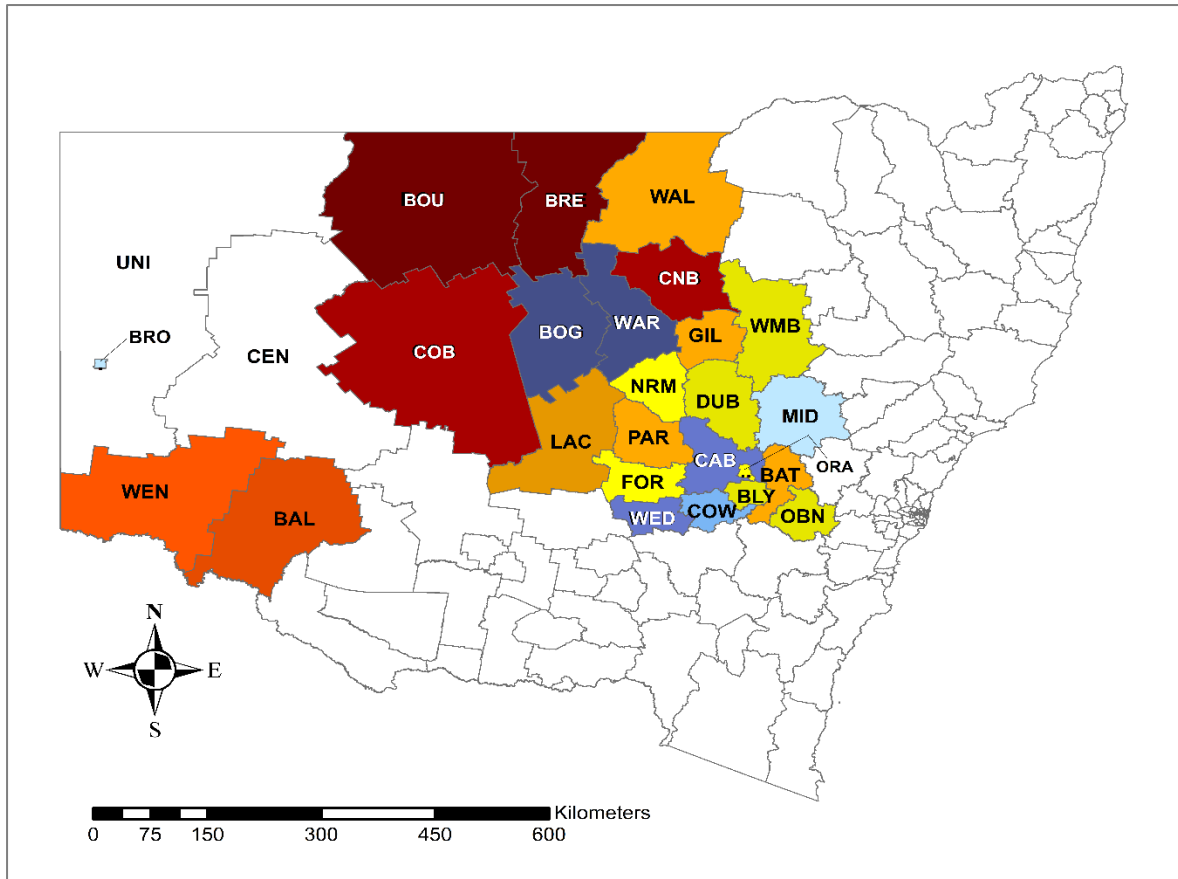 BOU
BRE
WAL
UNI
CNB
BRO
BOG
WAR
WMB
GIL
CEN
COB
NRM
DUB
MID
LAC
PAR
CAB
ORA
BAT
WEN
FOR
BLY
BAL
WED
COW
OBN
N
W
E
S
Kilometers
0 75 150 300 450 600